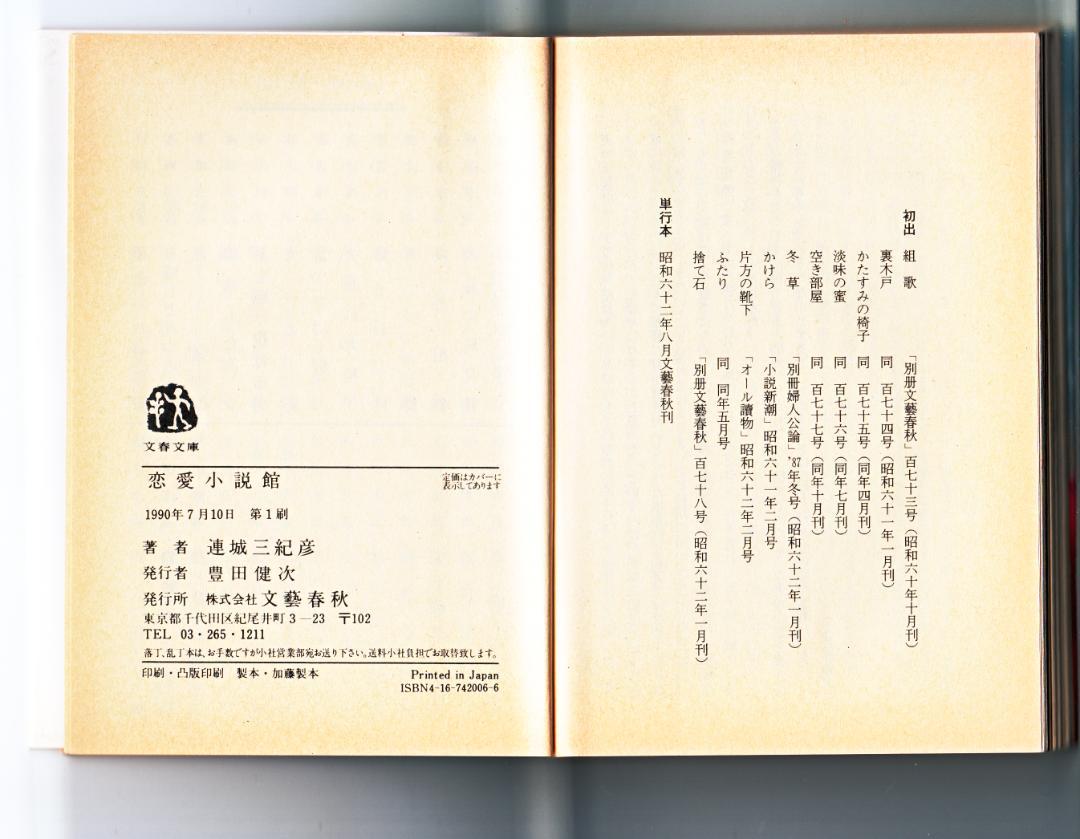 初出 組歌 「別册文藝春秋」百七十三号(昭和六十年十月刊)
裏木戸 同 百七十四号(昭和六十一年一月刊)
かたすみの椅子 同 百七十五号(同年四月刊)
淡味の蜜 同 百七十六号(同年七月刊)
空き部屋 同 百七十七号(同年十月刊)
冬草 「別冊婦人公論」'87年冬号(昭和六十二年一月刊)
かけら 「小説新潮」昭和六十一年二月号
片方の靴下 「オール讀物」昭和六十二年二月号
ふたり 同 同年五月号
捨て石 「別册文藝春秋」百七十八号(昭和六十二年一月刊)
単行本 昭和六十二年八月文藝春秋刊
文春文庫
恋愛小説館
定価はカバーに
表示してあります
1990年7月10日 第1刷
著者 連城三紀彦
発行者 豊田健次
発行所 株式会社 文藝春秋
東京都千代田区紀尾井町3―23 〒102
TEL 03・265・1211
落丁、乱丁本は、お手数ですが小社営業部宛お送り下さい。送料小社負担でお取替致します。
印刷・凸版印刷 製本・加藤製本
Printed in Japan
ISBN4-16-742006-6